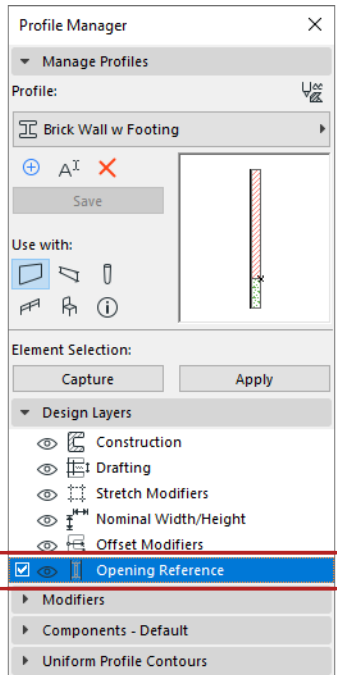 Profile Manager
Manage Profiles
Profile:
Brick Wall w Footing
Save
Use with:
Element Selection:
Capture Apply
Design Layers
Construction
Drafting
Stretch Modifiers
Nominal Width/Height
Offset Modifiers
Opening Reference
Modifiers
Components - Default
Uniform Profile Contours